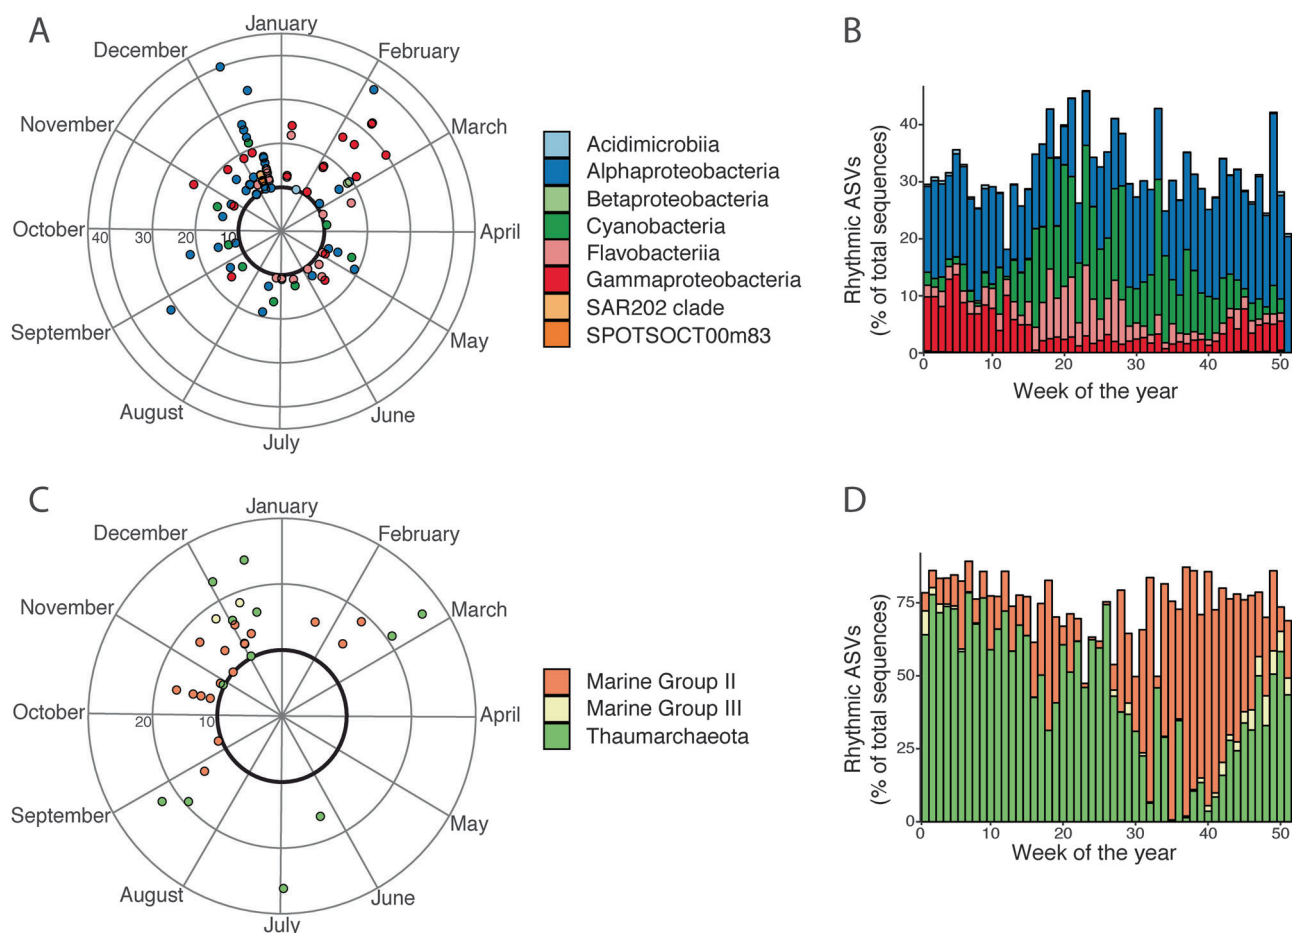 A
January
February
March
April
May
June
July
August
September
October
November
December
40 30 20 10
Acidimicrobiia
Alphaproteobacteria
Betaproteobacteria
Cyanobacteria
Flavobacteriia
Gammaproteobacteria
SAR202 clade
SPOTSOCT00m83
B
Rhythmic ASVs
(% of total sequences)
40
30
20
10
0
0 10 20 30 40 50
Week of the year
C
January
February
March
April
May
June
July
August
September
October
November
December
20 10
Marine Group II
Marine Group III
Thaumarchaeota
D
Rhythmic ASVs
(% of total sequences)
75
50
25
0
0 10 20 30 40 50
Week of the year